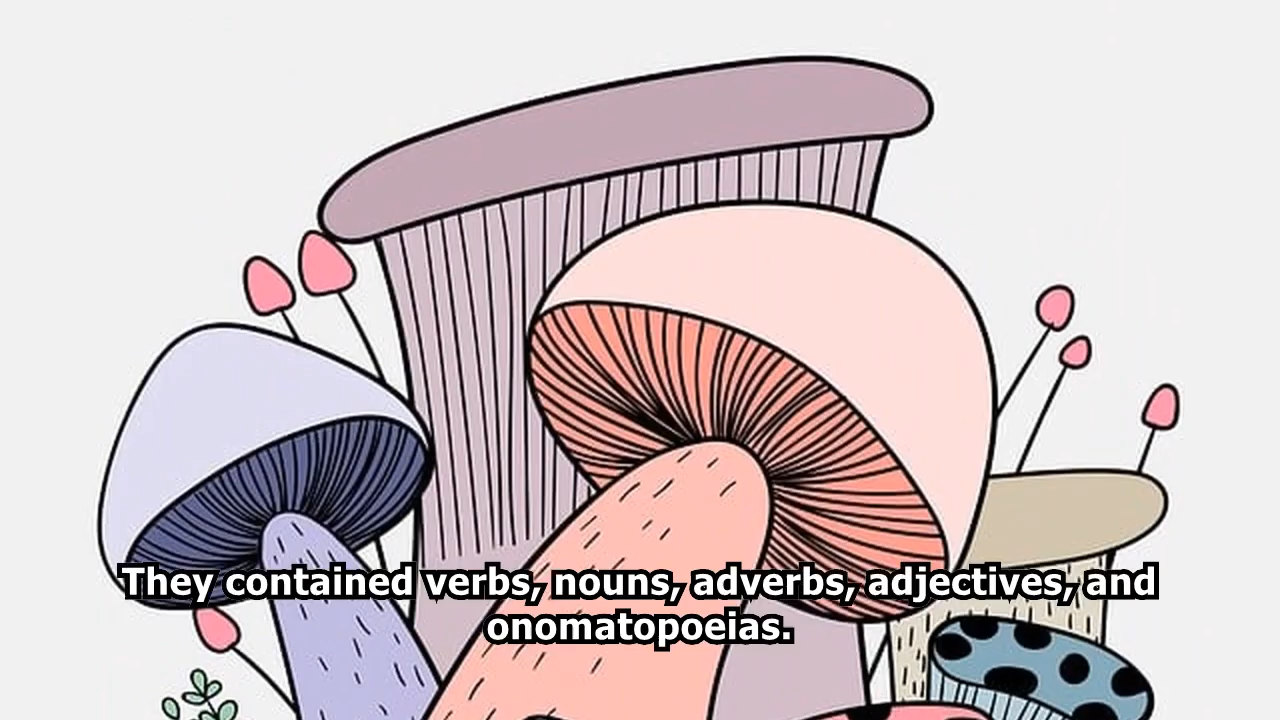 They contained verbs, nouns, adverbs, adjectives, and
onomatopoeias.